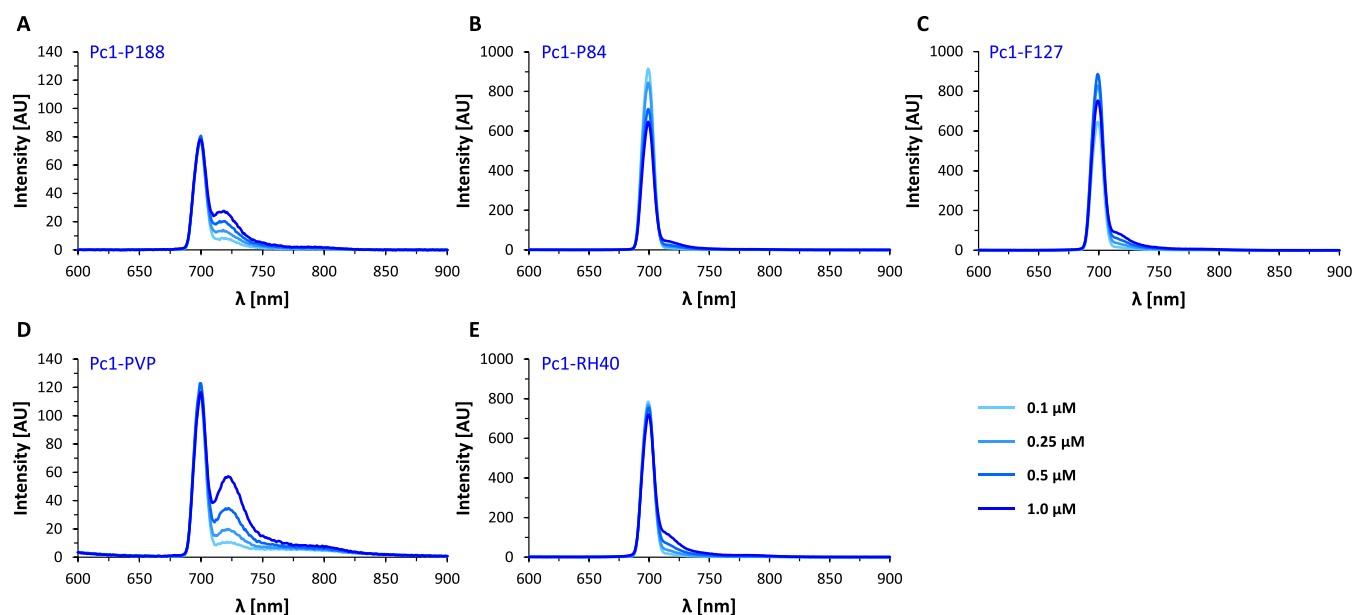 A
Pc1-P188
Intensity [AU]
140
120
100
80
60
40
20
0
600 650 700 750 800 850 900
λ [nm]
B
Pc1-P84
Intensity [AU]
1000
800
600
400
200
0
600 650 700 750 800 850 900
λ [nm]
C
Pc1-F127
Intensity [AU]
1000
800
600
400
200
0
600 650 700 750 800 850 900
λ [nm]
D
Pc1-PVP
Intensity [AU]
140
120
100
80
60
40
20
0
600 650 700 750 800 850 900
λ [nm]
E
Pc1-RH40
Intensity [AU]
1000
800
600
400
200
0
600 650 700 750 800 850 900
λ [nm]
0.1 μM
0.25 μM
0.5 μM
1.0 μM